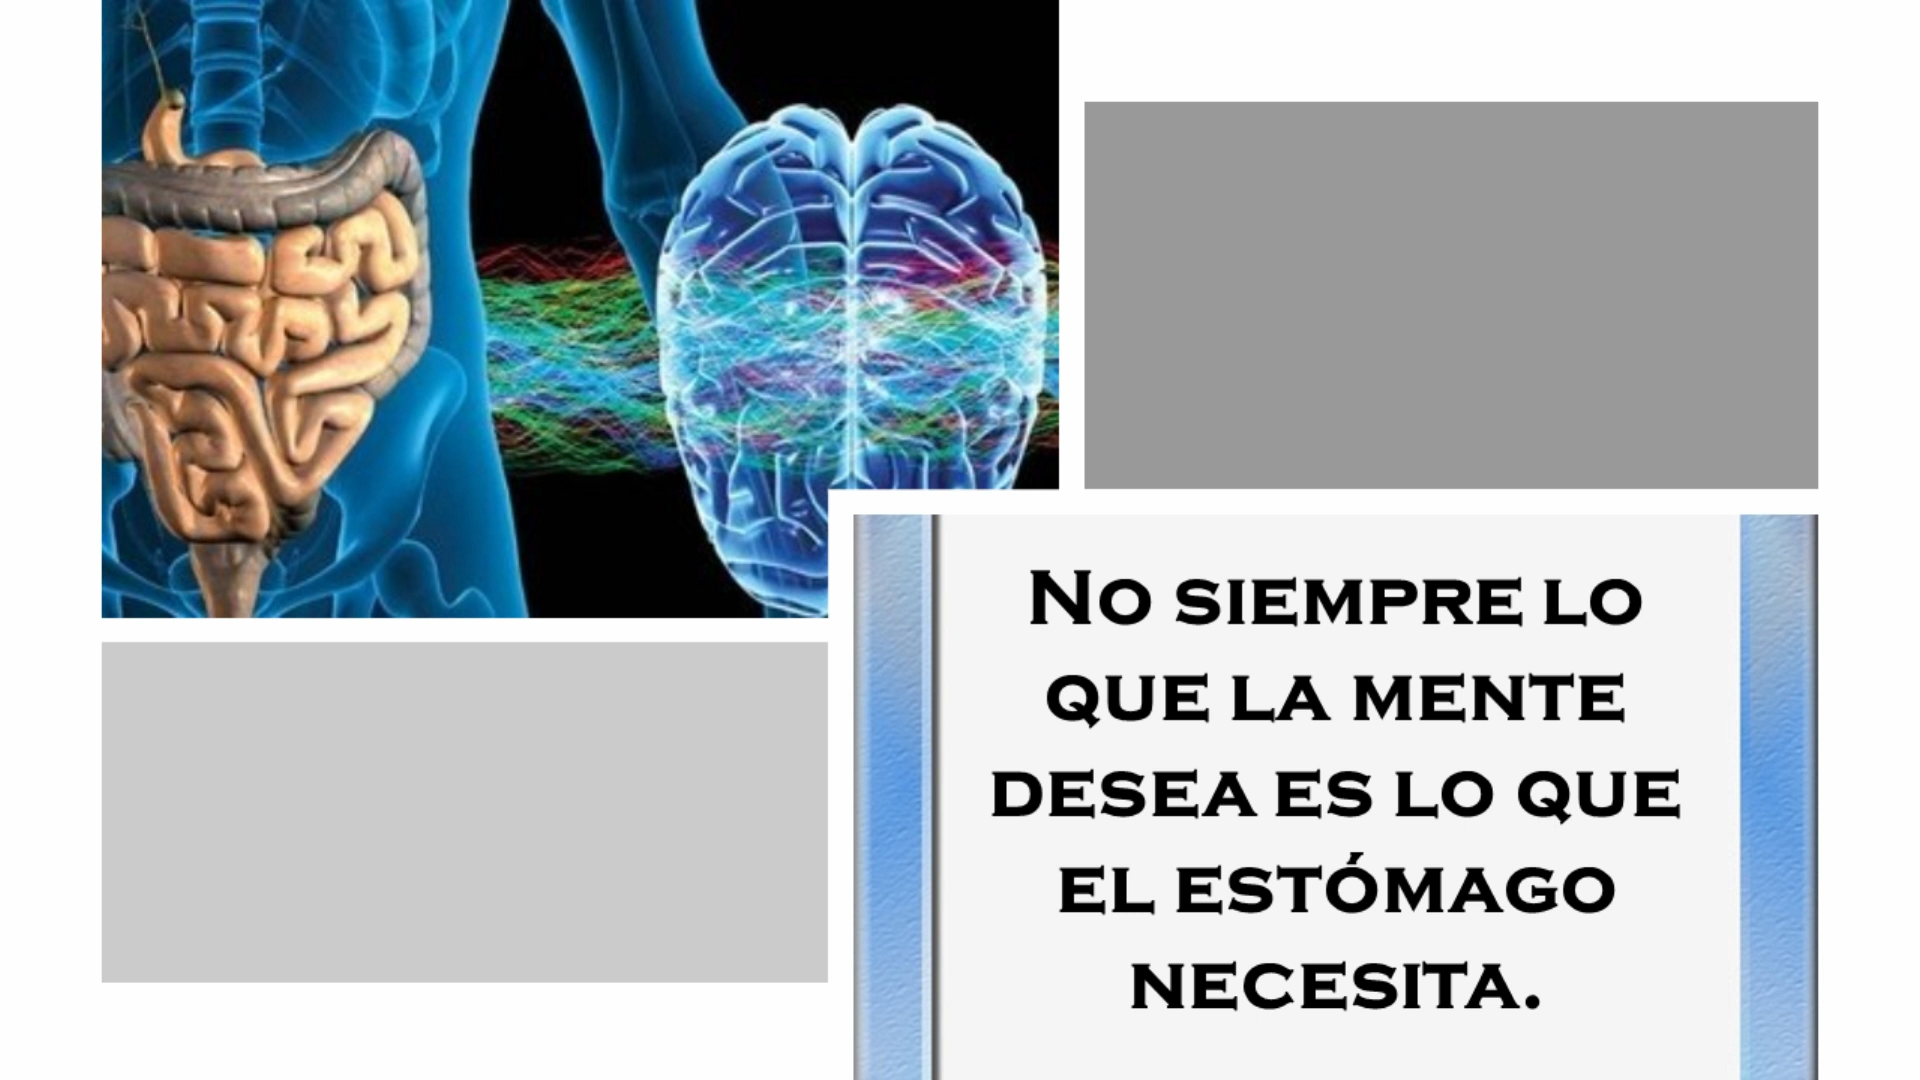 No siempre lo
que la mente
desea es lo que
el estómago
necesita.